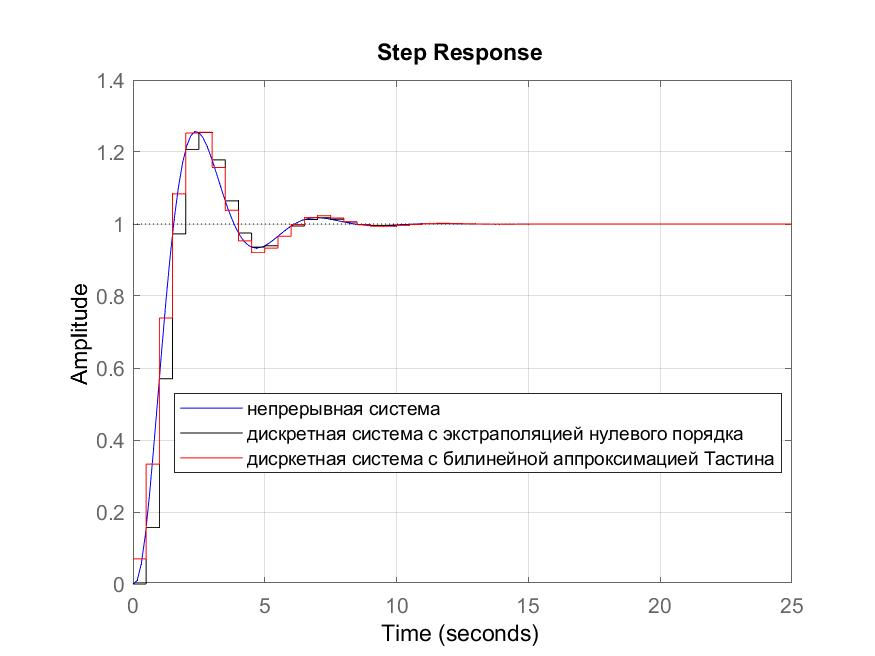 Step Response
1.4
1.2
1
0.8
0.6
0.4
0.2
0
Amplitude
непрерывная система
дискретная система с экстраполяцией нулевого порядка
дисркетная система с билинейной аппроксимацией Тастина
0 5 10 15 20 25
Time (seconds)